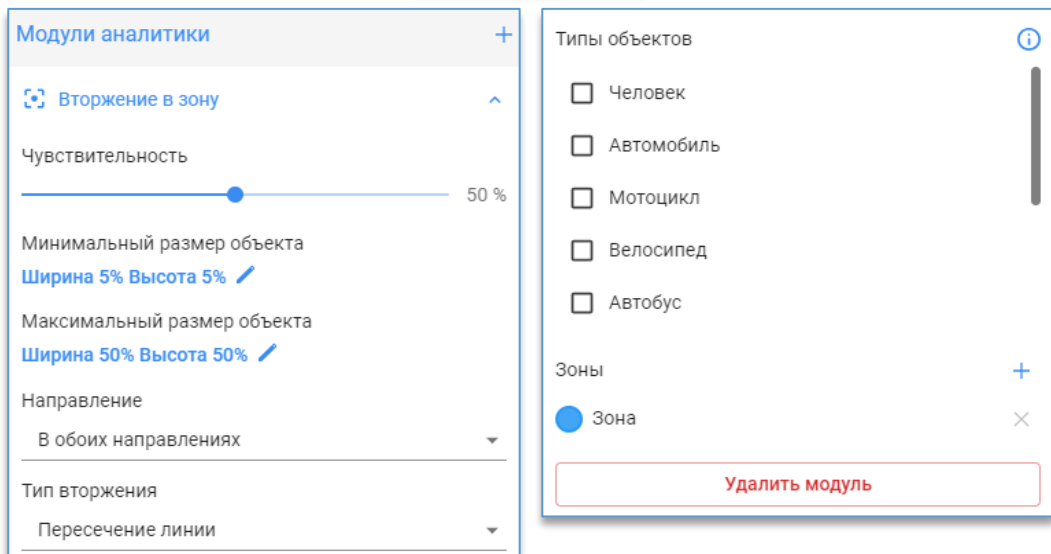 Модули аналитики
Вторжение в зону
Чувствительность
50 %
Минимальный размер объекта
Ширина 5% Высота 5%
Максимальный размер объекта
Ширина 50% Высота 50%
Направление
В обоих направлениях
Тип вторжения
Пересечение линии
Типы объектов
Человек
Автомобиль
Мотоцикл
Велосипед
Автобус
Зоны
Зона
Удалить модуль